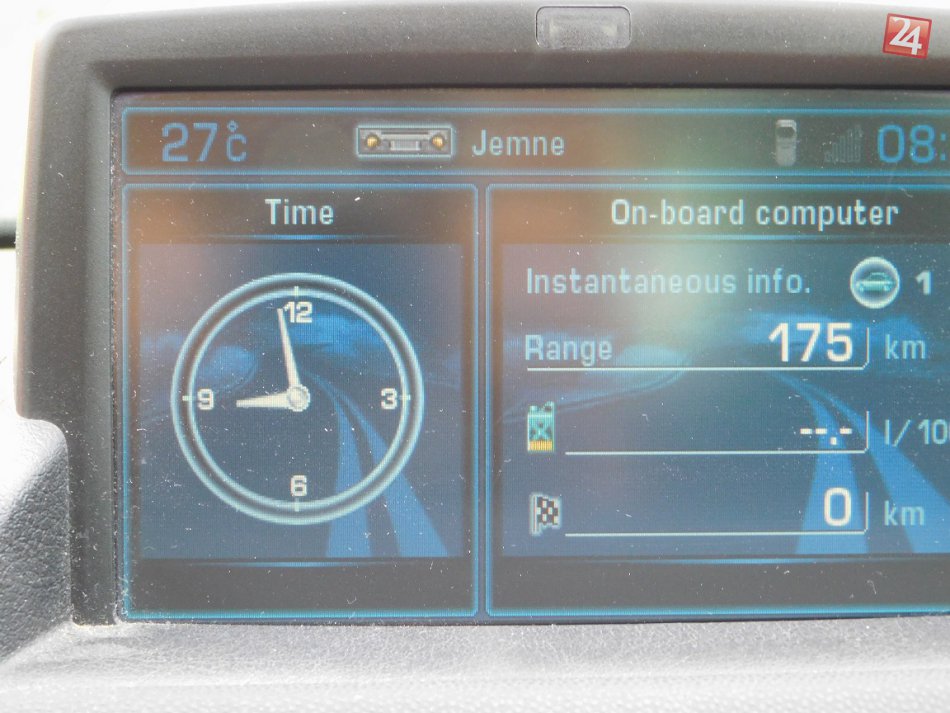 24
27°C Jemne 08:
Time
12
9
3
6
On-board computer
Instantaneous info. 1
Range 175 km
--.- l/100
0 km